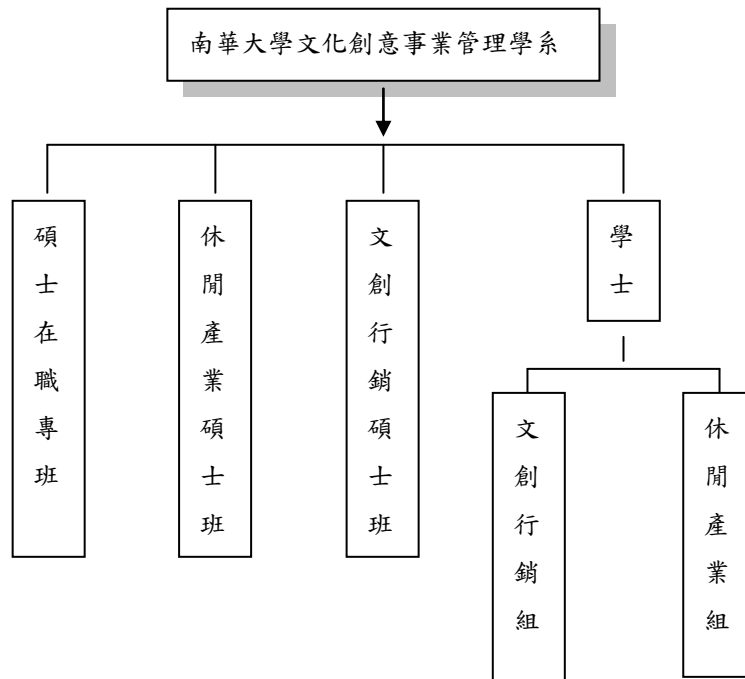 南華大學文化創意事業管理學系
碩士在職專班
休閒產業碩士班
文創行銷碩士班
學士
文創行銷組
休閒產業組